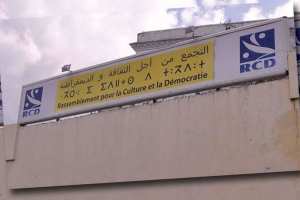 التجمع من أجل الثقافة و الديمقراطية
Rassemblement pour la Culture et la Démocratie
RCD
RCD